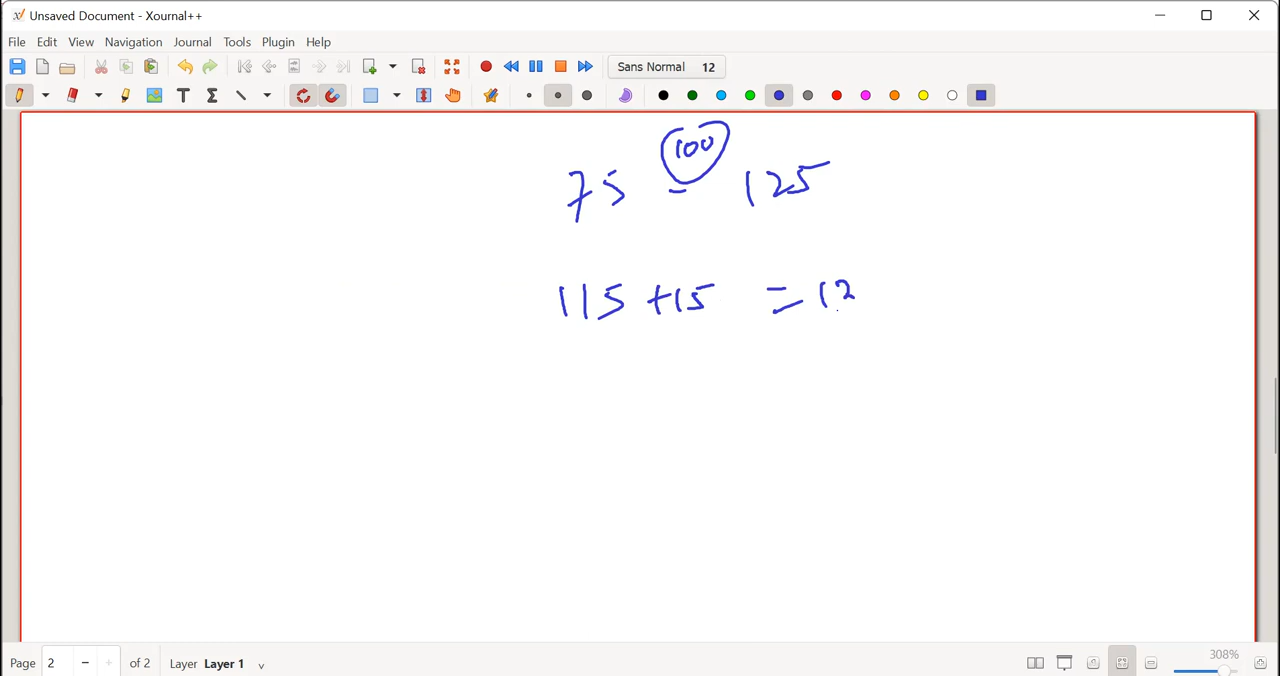 Unsaved Document - Xournal++
File Edit View Navigation Journal Tools Plugin Help
Sans Normal 12
100
75 - 125
115 +15 = 12
Page 2 - + of 2 Layer Layer 1
308%